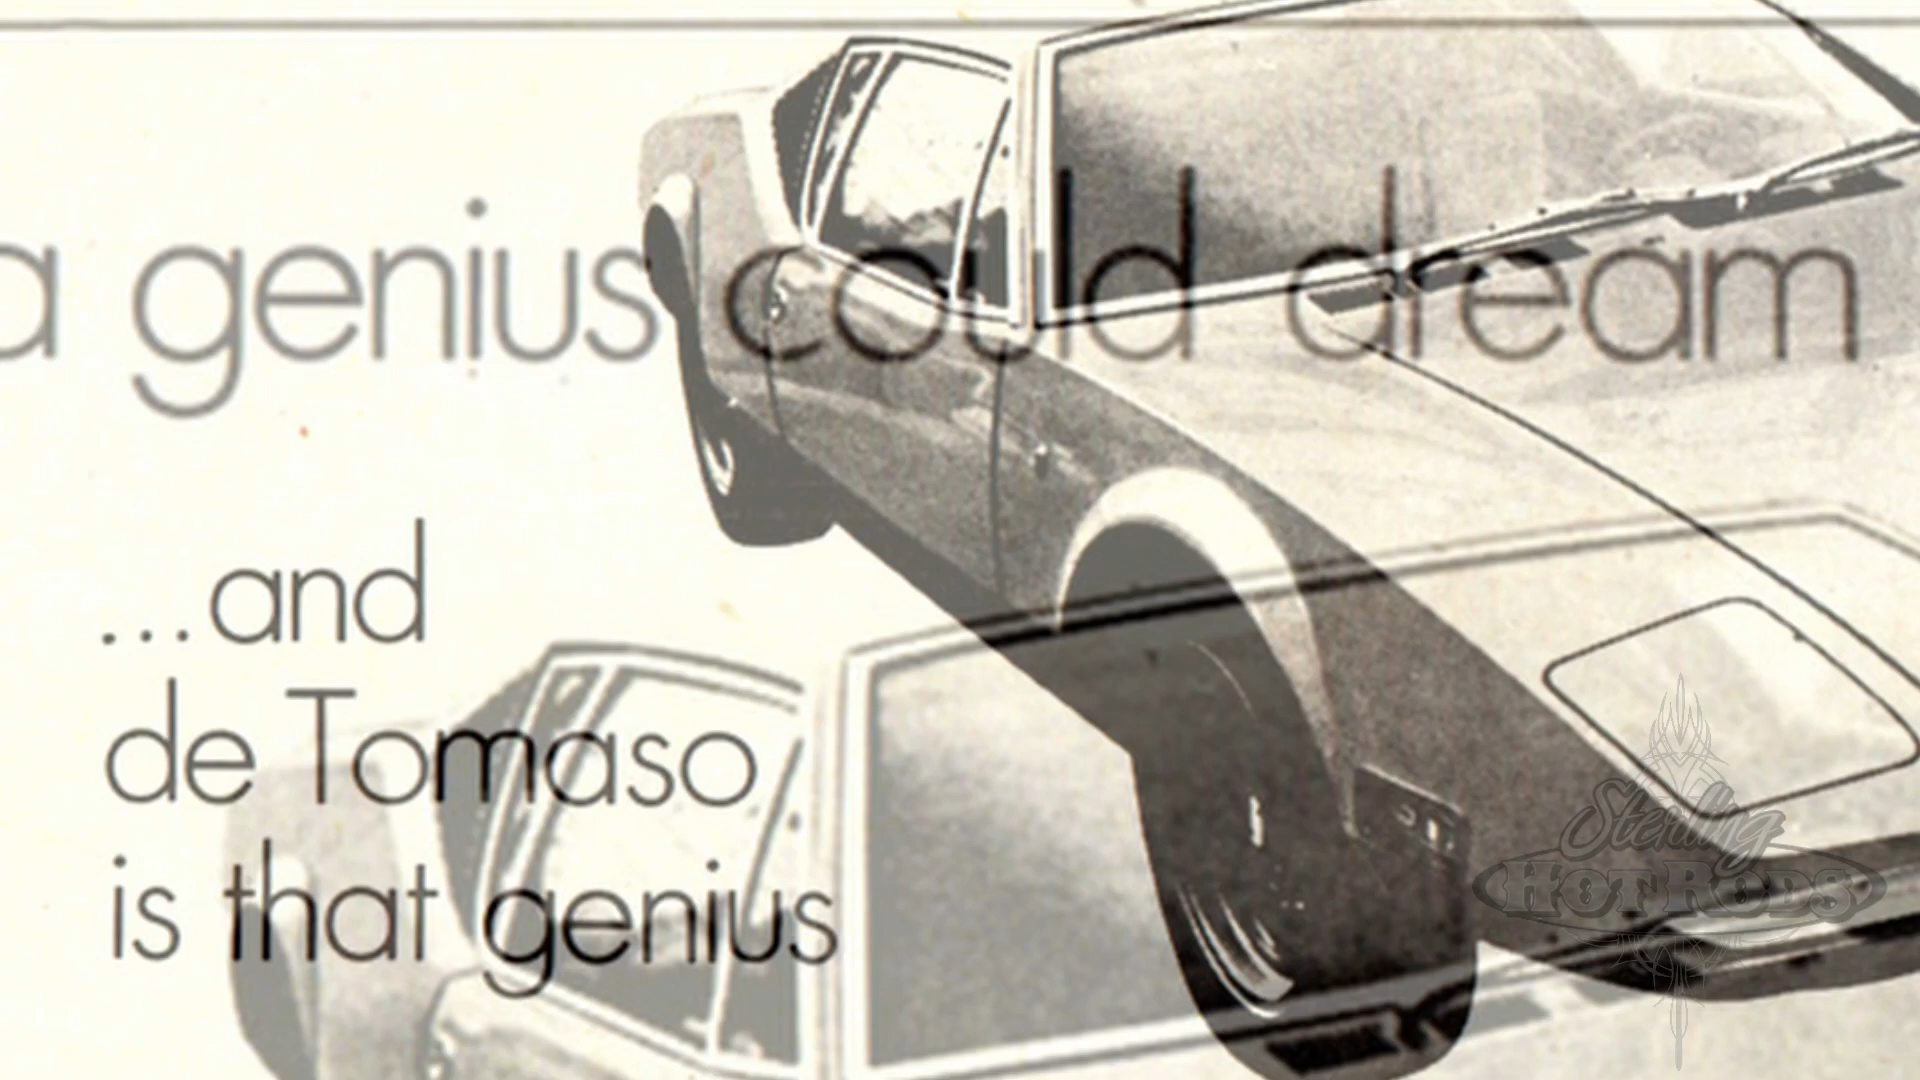 a genius could dream
...and
de Tomaso
is that genius
Sterling
HOT RODS